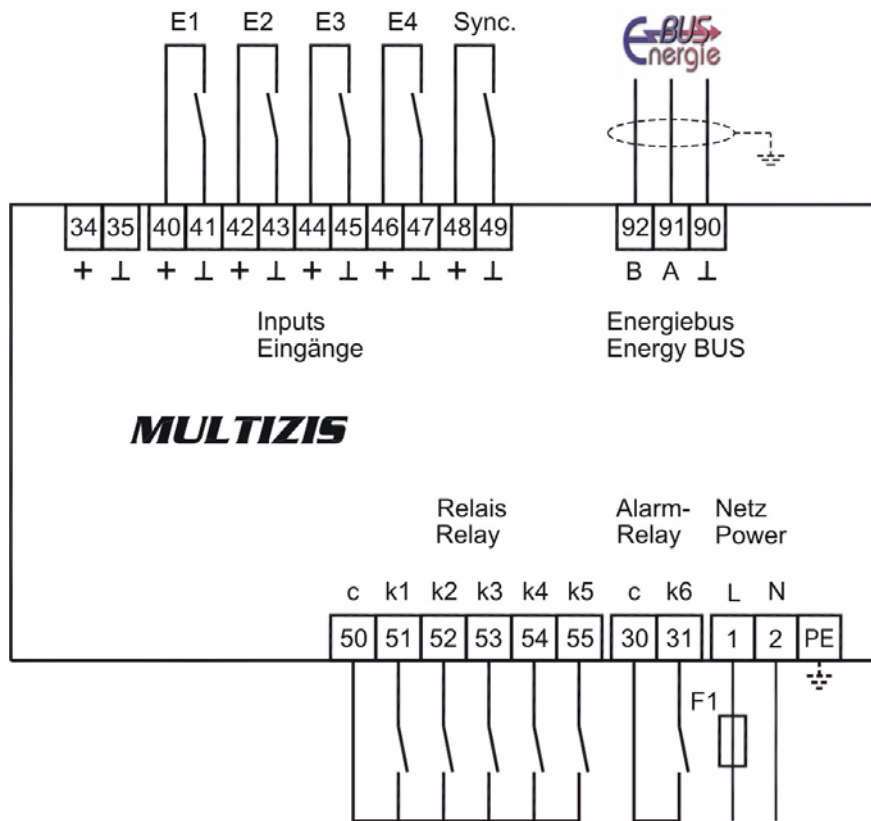 E1 E2 E3 E4 Sync.
E-BUS
Energie
34 35 40 41 42 43 44 45 46 47 48 49
92 91 90
+ ⊥ + ⊥ + ⊥ + ⊥ + ⊥ + ⊥
B A ⊥
Inputs
Eingänge
Energiebus
Energy BUS
MULTIZIS
Relais
Relay
Alarm-
Relay
Netz
Power
c k1 k2 k3 k4 k5 c k6 L N
50 51 52 53 54 55 30 31 1 2 PE
F1